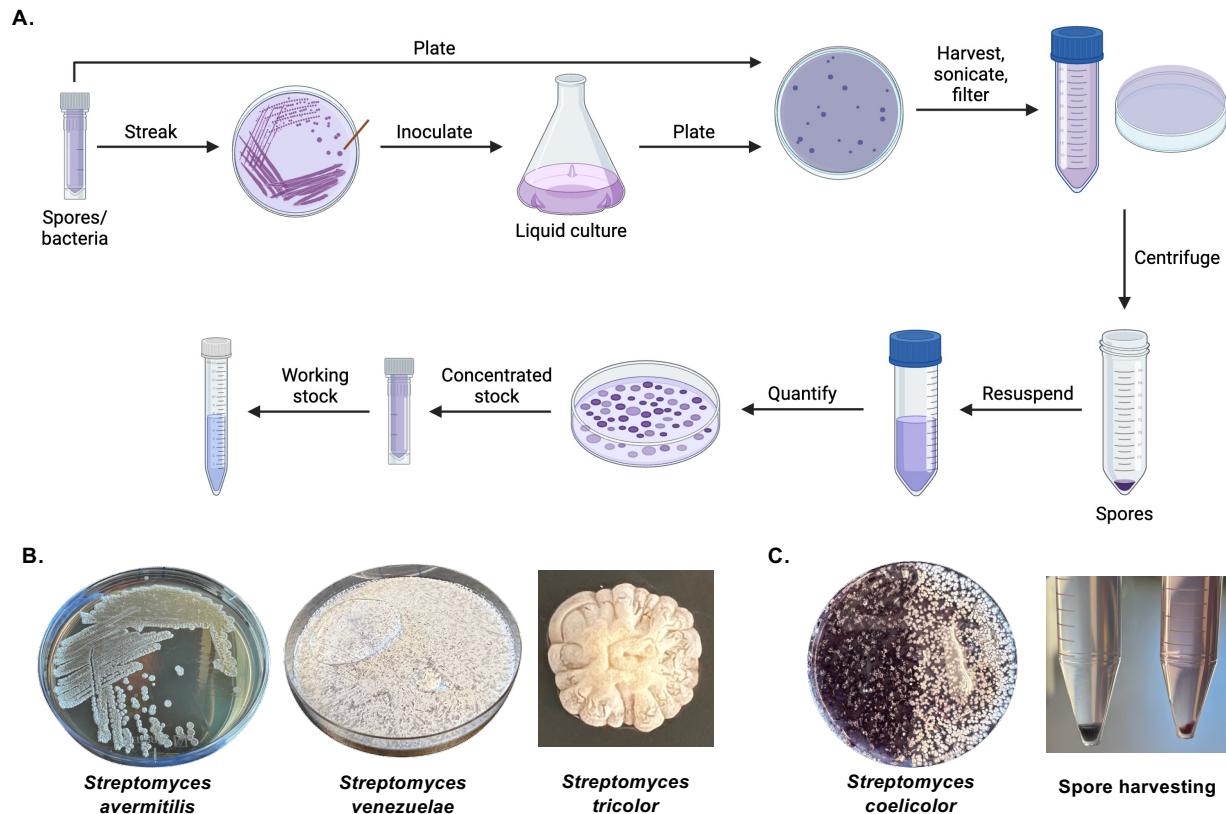 A.
Plate
Harvest,
sonicate,
filter
Streak
Inoculate
Plate
Spores/
bacteria
Liquid culture
Centrifuge
Working
stock
Concentrated
stock
Quantify
Resuspend
Spores
B.
C.
Streptomyces
avermitilis
Streptomyces
venezuelae
Streptomyces
tricolor
Streptomyces
coelicolor
Spore harvesting